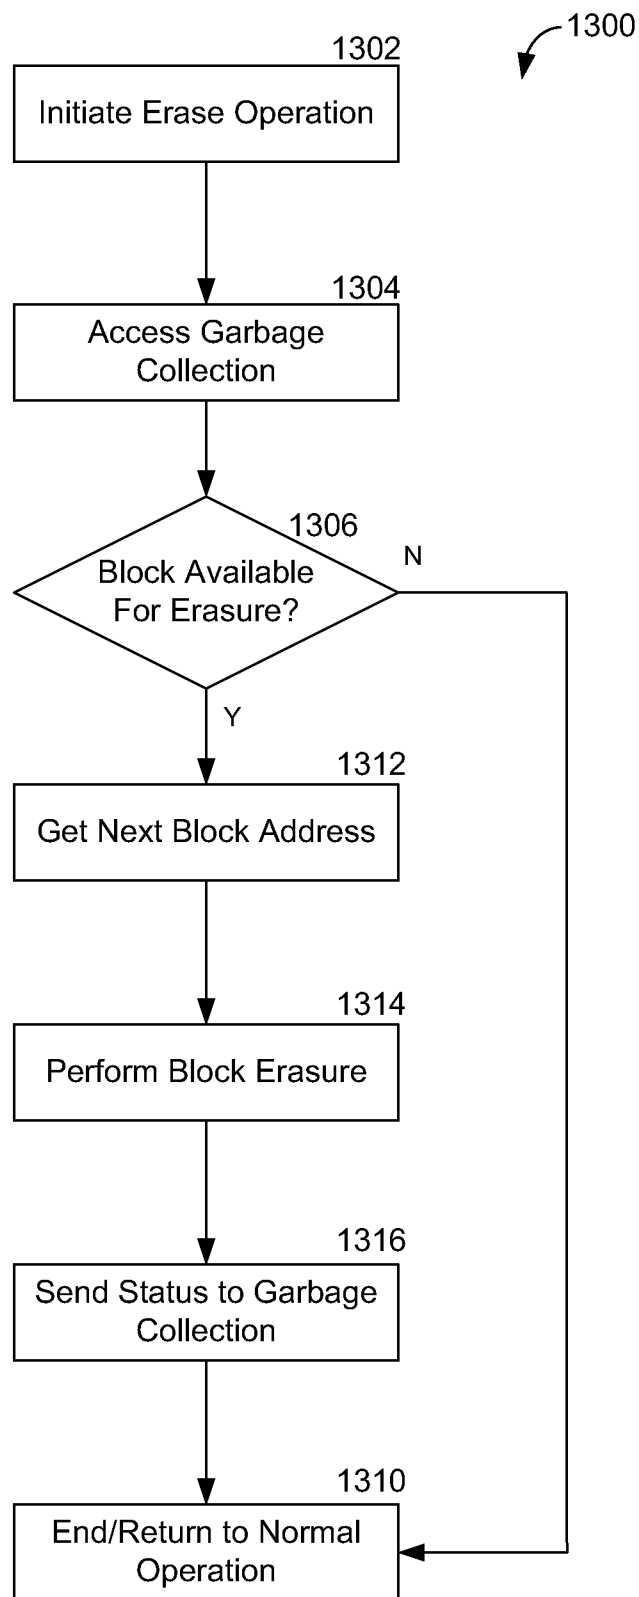 1300
1302
Initiate Erase Operation
1304
Access Garbage
Collection
1306
N
Block Available
For Erasure?
Y
1312
Get Next Block Address
1314
Perform Block Erasure
1316
Send Status to Garbage
Collection
1310
End/Return to Normal
Operation